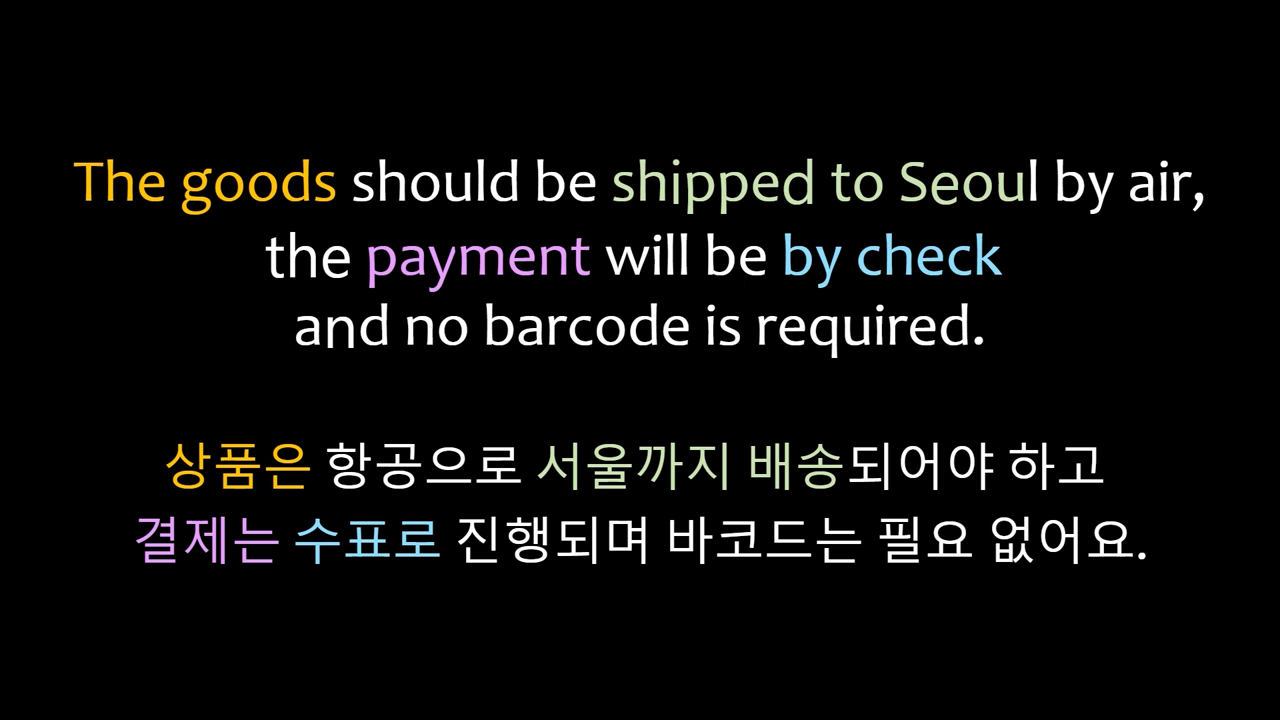 The goods should be shipped to Seoul by air,
the payment will be by check
and no barcode is required.
상품은 항공으로 서울까지 배송되어야 하고
결제는 수표로 진행되며 바코드는 필요 없어요.